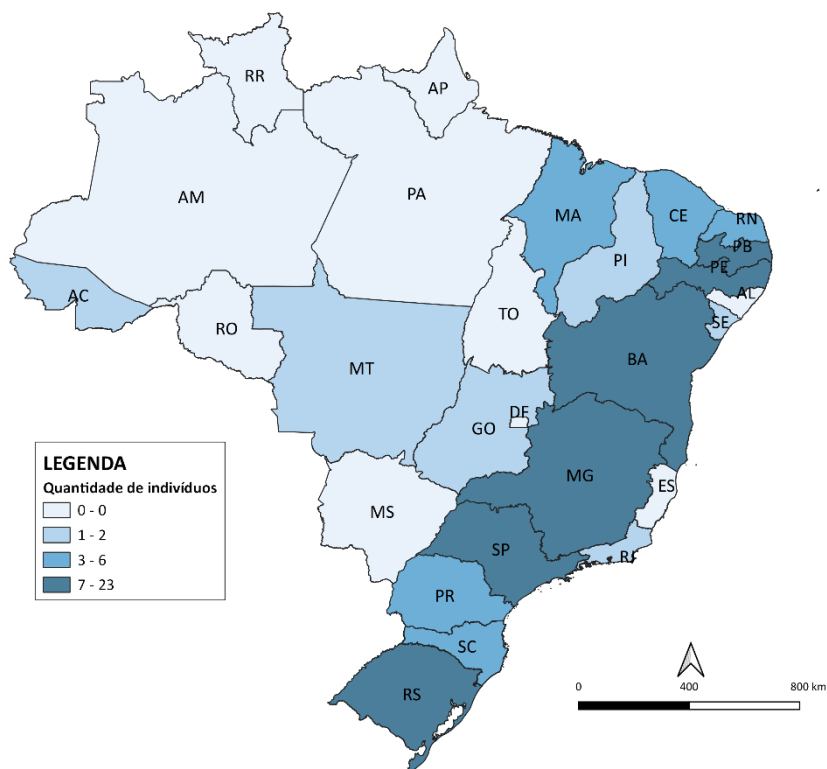 RR
AP
AM
PA
MA
CE
RN
PB
PI
PE
AC
AL
TO
SE
RO
BA
MT
DF
GO
MG
ES
MS
SP
RJ
PR
SC
RS
LEGENDA
Quantidade de indivíduos
0 - 0
1 - 2
3 - 6
7 - 23
0 400 800 km